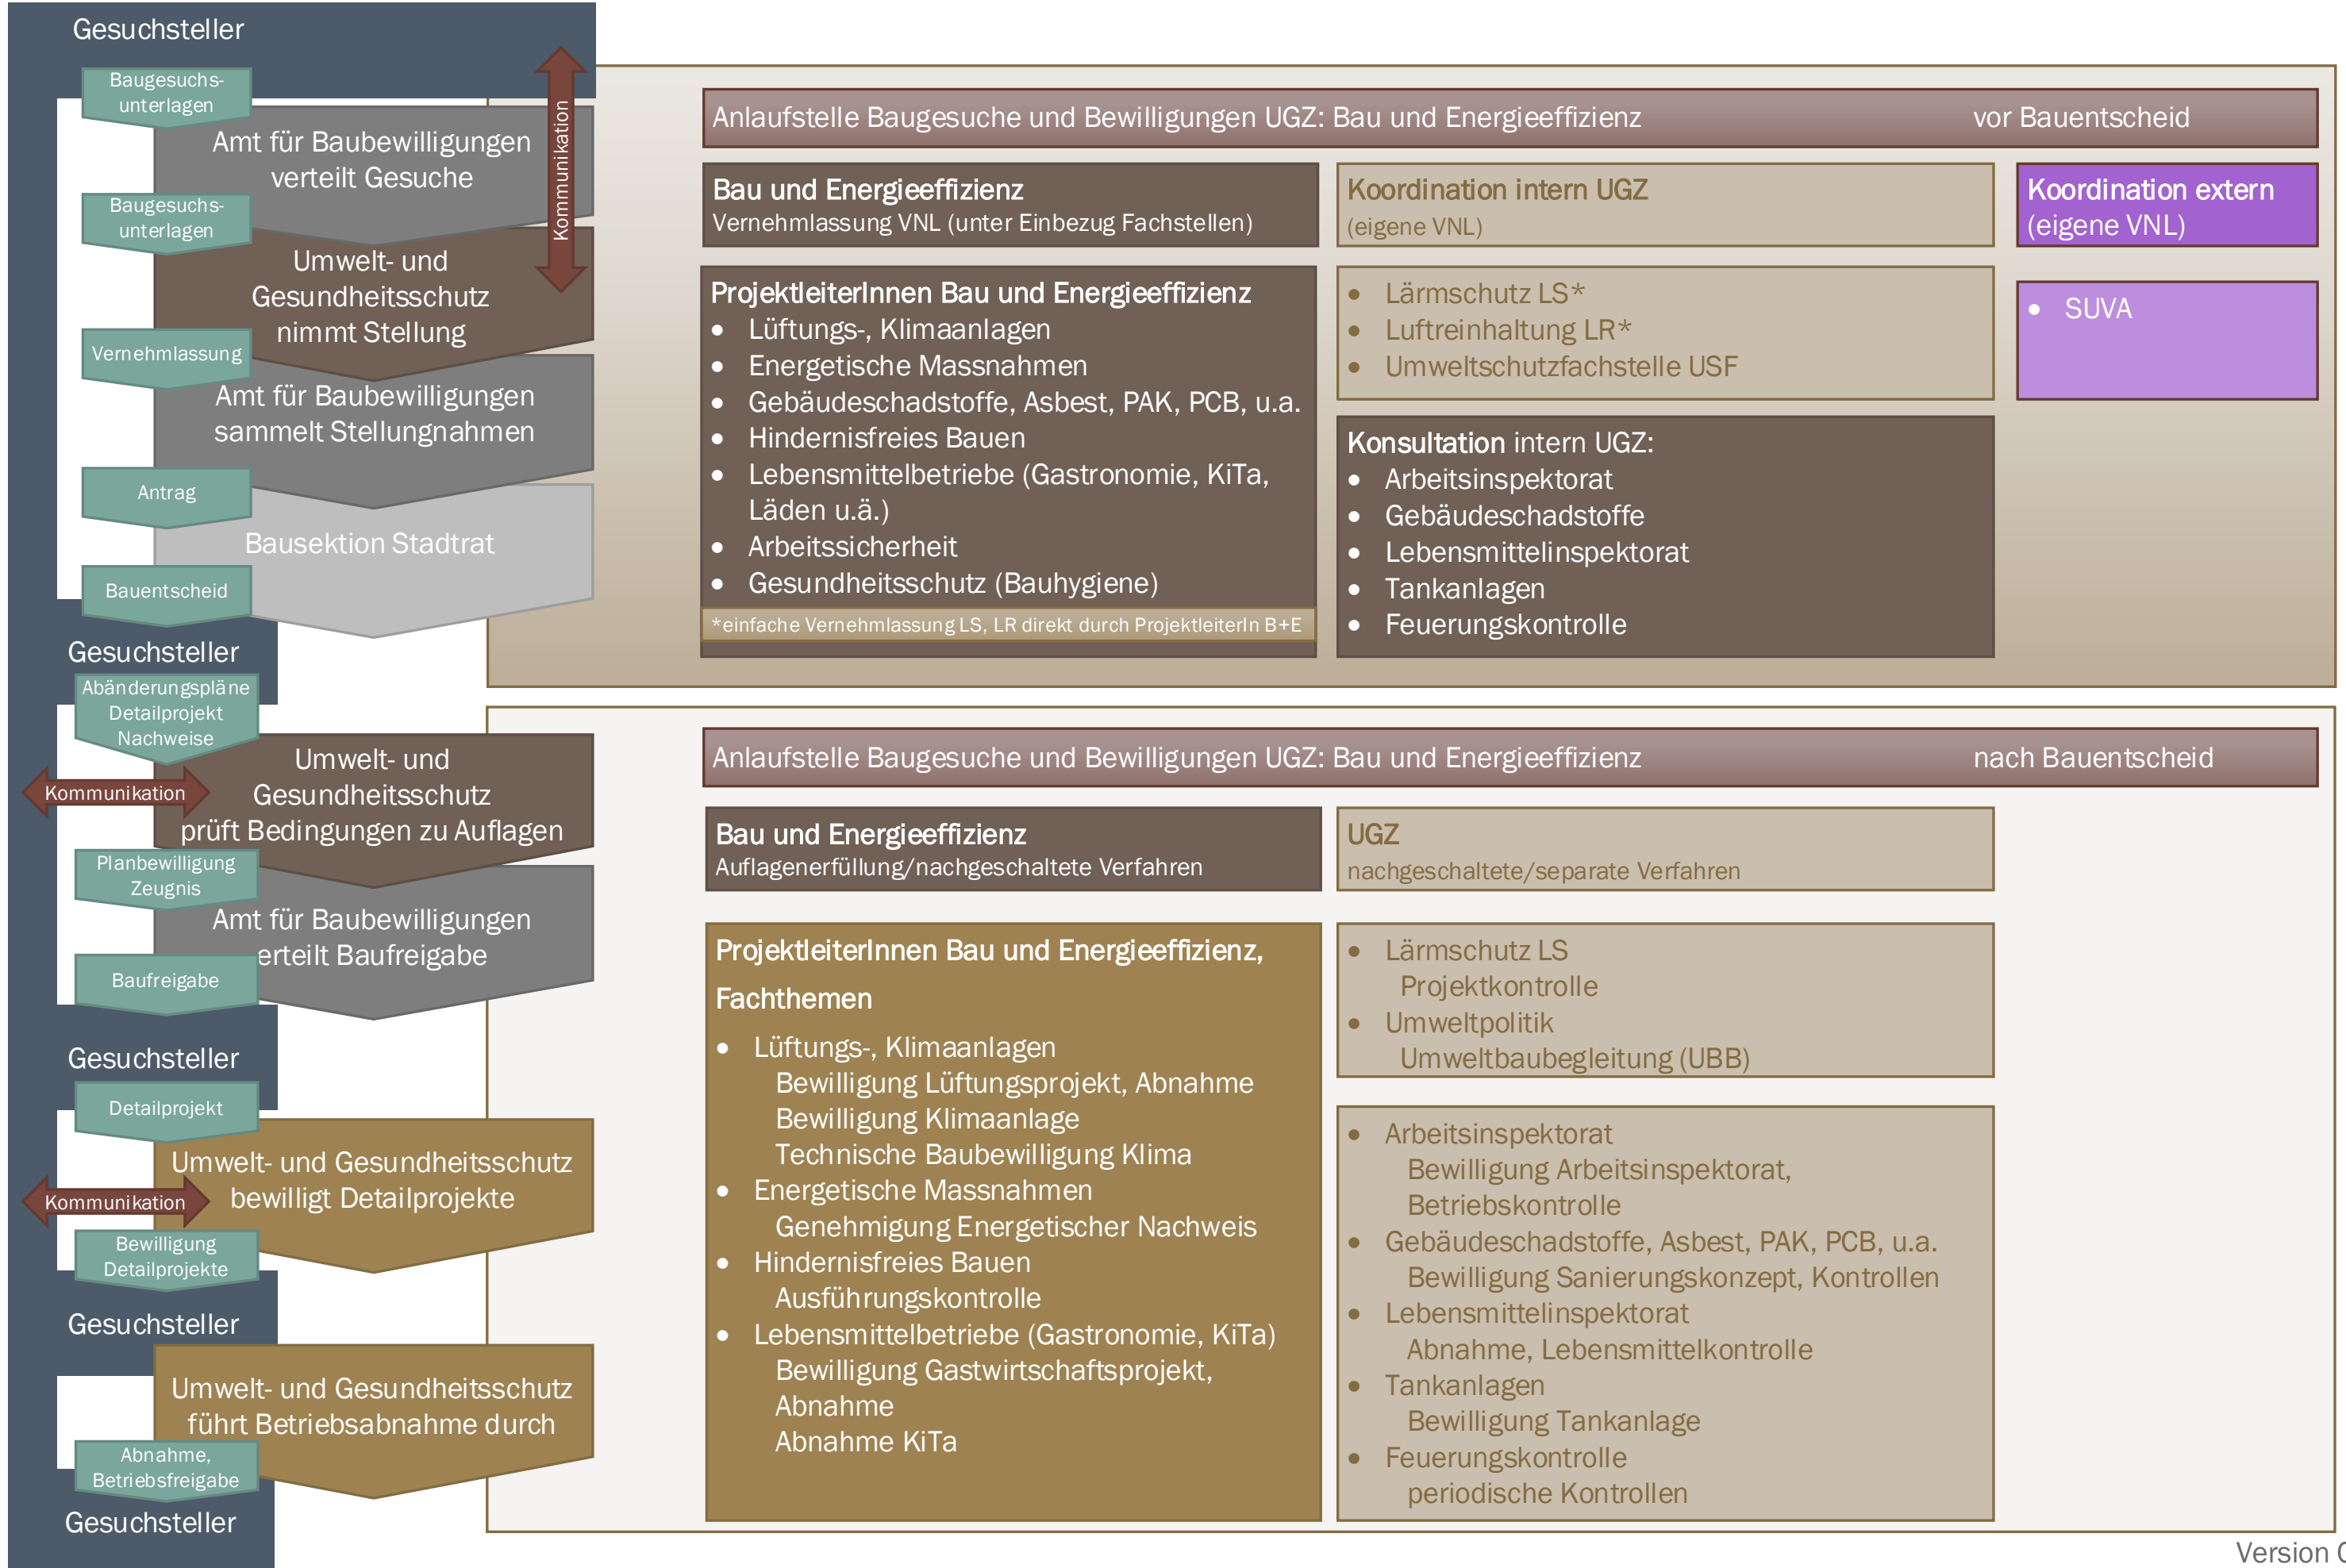 Gesuchsteller
Baugesuchs-
unterlagen
Amt für Baubewilligungen
verteilt Gesuche
Kommunikation
Baugesuchs-
unterlagen
Umwelt- und
Gesundheitsschutz
nimmt Stellung
Vernehmlassung
Amt für Baubewilligungen
sammelt Stellungnahmen
Antrag
Bausektion Stadtrat
Bauentscheid
Gesuchsteller
Abänderungspläne
Detailprojekt
Nachweise
Umwelt- und
Gesundheitsschutz
prüft Bedingungen zu Auflagen
Kommunikation
Planbewilligung
Zeugnis
Amt für Baubewilligungen
erteilt Baufreigabe
Baufreigabe
Gesuchsteller
Detailprojekt
Umwelt- und Gesundheitsschutz
bewilligt Detailprojekte
Kommunikation
Bewilligung
Detailprojekte
Gesuchsteller
Umwelt- und Gesundheitsschutz
führt Betriebsabnahme durch
Abnahme,
Betriebsfreigabe
Gesuchsteller
Anlaufstelle Baugesuche und Bewilligungen UGZ: Bau und Energieeffizienz vor Bauentscheid
Bau und Energieeffizienz
Vernehmlassung VNL (unter Einbezug Fachstellen)
Koordination intern UGZ
(eigene VNL)
Koordination extern
(eigene VNL)
ProjektleiterInnen Bau und Energieeffizienz
• Lüftungs-, Klimaanlagen
• Energetische Massnahmen
• Gebäudeschadstoffe, Asbest, PAK, PCB, u.a.
• Hindernisfreies Bauen
• Lebensmittelbetriebe (Gastronomie, KiTa,
Läden u.ä.)
• Arbeitssicherheit
• Gesundheitsschutz (Bauhygiene)
*einfache Vernehmlassung LS, LR direkt durch ProjektleiterIn B+E
• Lärmschutz LS*
• Luftreinhaltung LR*
• Umweltschutzfachstelle USF
• SUVA
Konsultation intern UGZ:
• Arbeitsinspektorat
• Gebäudeschadstoffe
• Lebensmittelinspektorat
• Tankanlagen
• Feuerungskontrolle
Anlaufstelle Baugesuche und Bewilligungen UGZ: Bau und Energieeffizienz nach Bauentscheid
Bau und Energieeffizienz
Auflagenerfüllung/nachgeschaltete Verfahren
UGZ
nachgeschaltete/separate Verfahren
ProjektleiterInnen Bau und Energieeffizienz,
Fachthemen
• Lüftungs-, Klimaanlagen
Bewilligung Lüftungsprojekt, Abnahme
Bewilligung Klimaanlage
Technische Baubewilligung Klima
• Energetische Massnahmen
Genehmigung Energetischer Nachweis
• Hindernisfreies Bauen
Ausführungskontrolle
• Lebensmittelbetriebe (Gastronomie, KiTa)
Bewilligung Gastwirtschaftsprojekt,
Abnahme
Abnahme KiTa
• Lärmschutz LS
Projektkontrolle
• Umweltpolitik
Umweltbaubegleitung (UBB)
• Arbeitsinspektorat
Bewilligung Arbeitsinspektorat,
Betriebskontrolle
• Gebäudeschadstoffe, Asbest, PAK, PCB, u.a.
Bewilligung Sanierungskonzept, Kontrollen
• Lebensmittelinspektorat
Abnahme, Lebensmittelkontrolle
• Tankanlagen
Bewilligung Tankanlage
• Feuerungskontrolle
periodische Kontrollen
Version